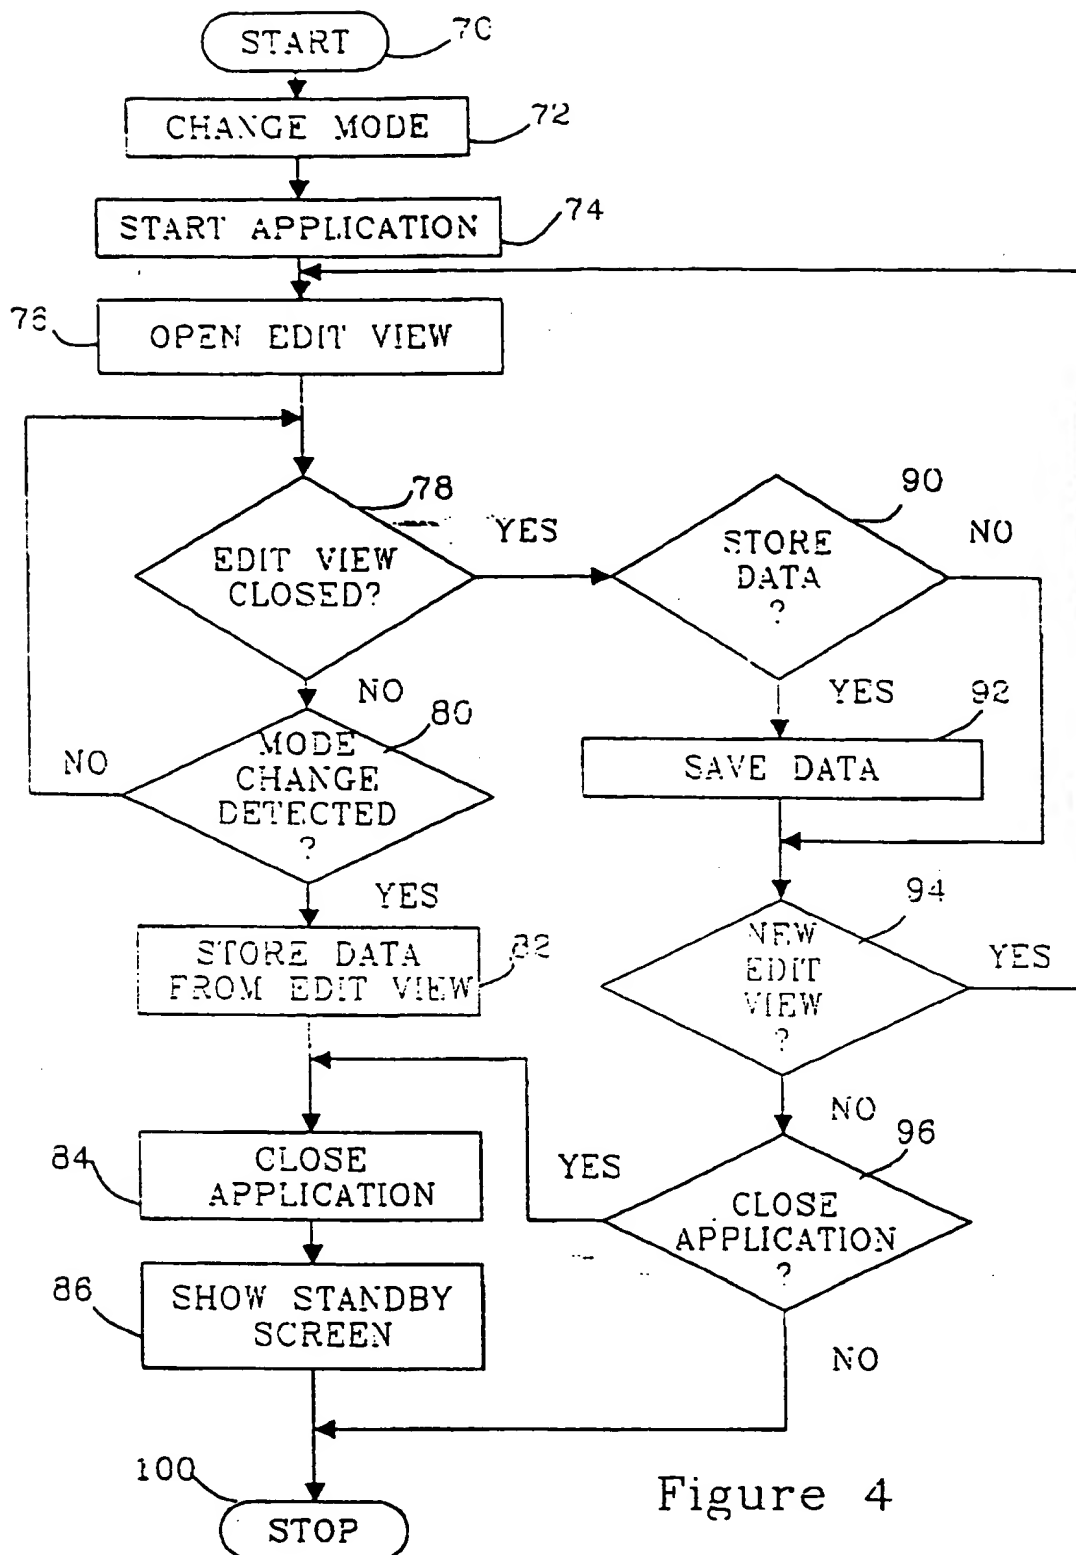 START
70
CHANGE MODE
72
START APPLICATION
74
76
OPEN EDIT VIEW
78
EDIT VIEW
CLOSED?
YES
90
STORE
DATA
?
NO
NO
80
MODE
CHANGE
DETECTED
?
NO
YES
92
SAVE DATA
YES
82
STORE DATA
FROM EDIT VIEW
94
NEW
EDIT
VIEW
?
YES
NO
84
CLOSE
APPLICATION
YES
96
CLOSE
APPLICATION
?
86
SHOW STANDBY
SCREEN
NO
100
STOP
Figure 4